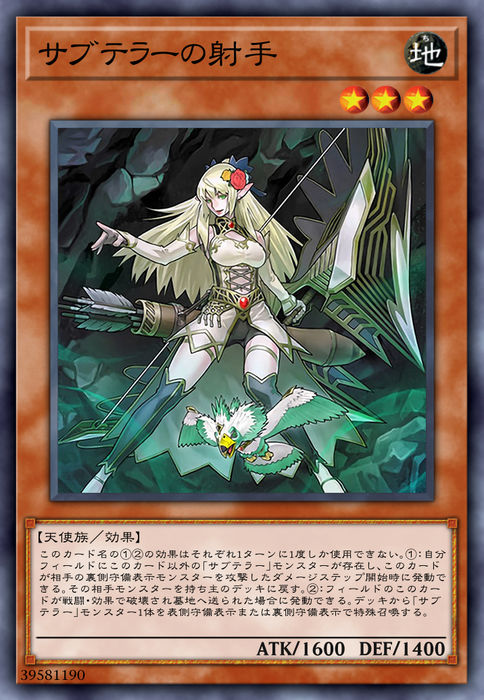 サブテラーの射手
ち
地
【天使族／効果】
このカード名の①②の効果はそれぞれ1ターンに1度しか使用できない。①：自分
フィールドにこのカード以外の「サブテラー」モンスターが存在し、このカード
が相手の裏側守備表示モンスターを攻撃したダメージステップ開始時に発動で
きる。その相手モンスターを持ち主のデッキに戻す。②：フィールドのこのカー
ドが戦闘・効果で破壊され墓地へ送られた場合に発動できる。デッキから「サブ
テラー」モンスター1体を表側守備表示または裏側守備表示で特殊召喚する。
ATK/1600 DEF/1400
39581190